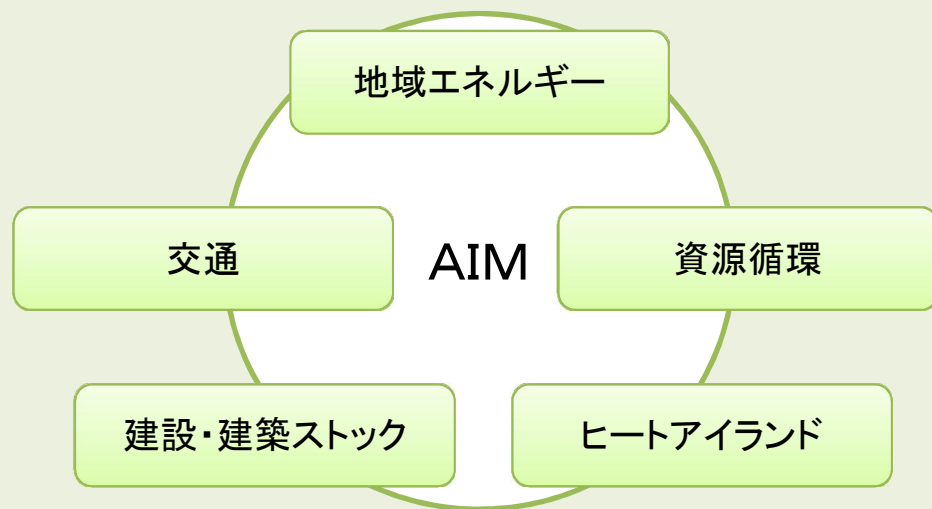 地域エネルギー
交通
AIM
資源循環
建設・建築ストック
ヒートアイランド